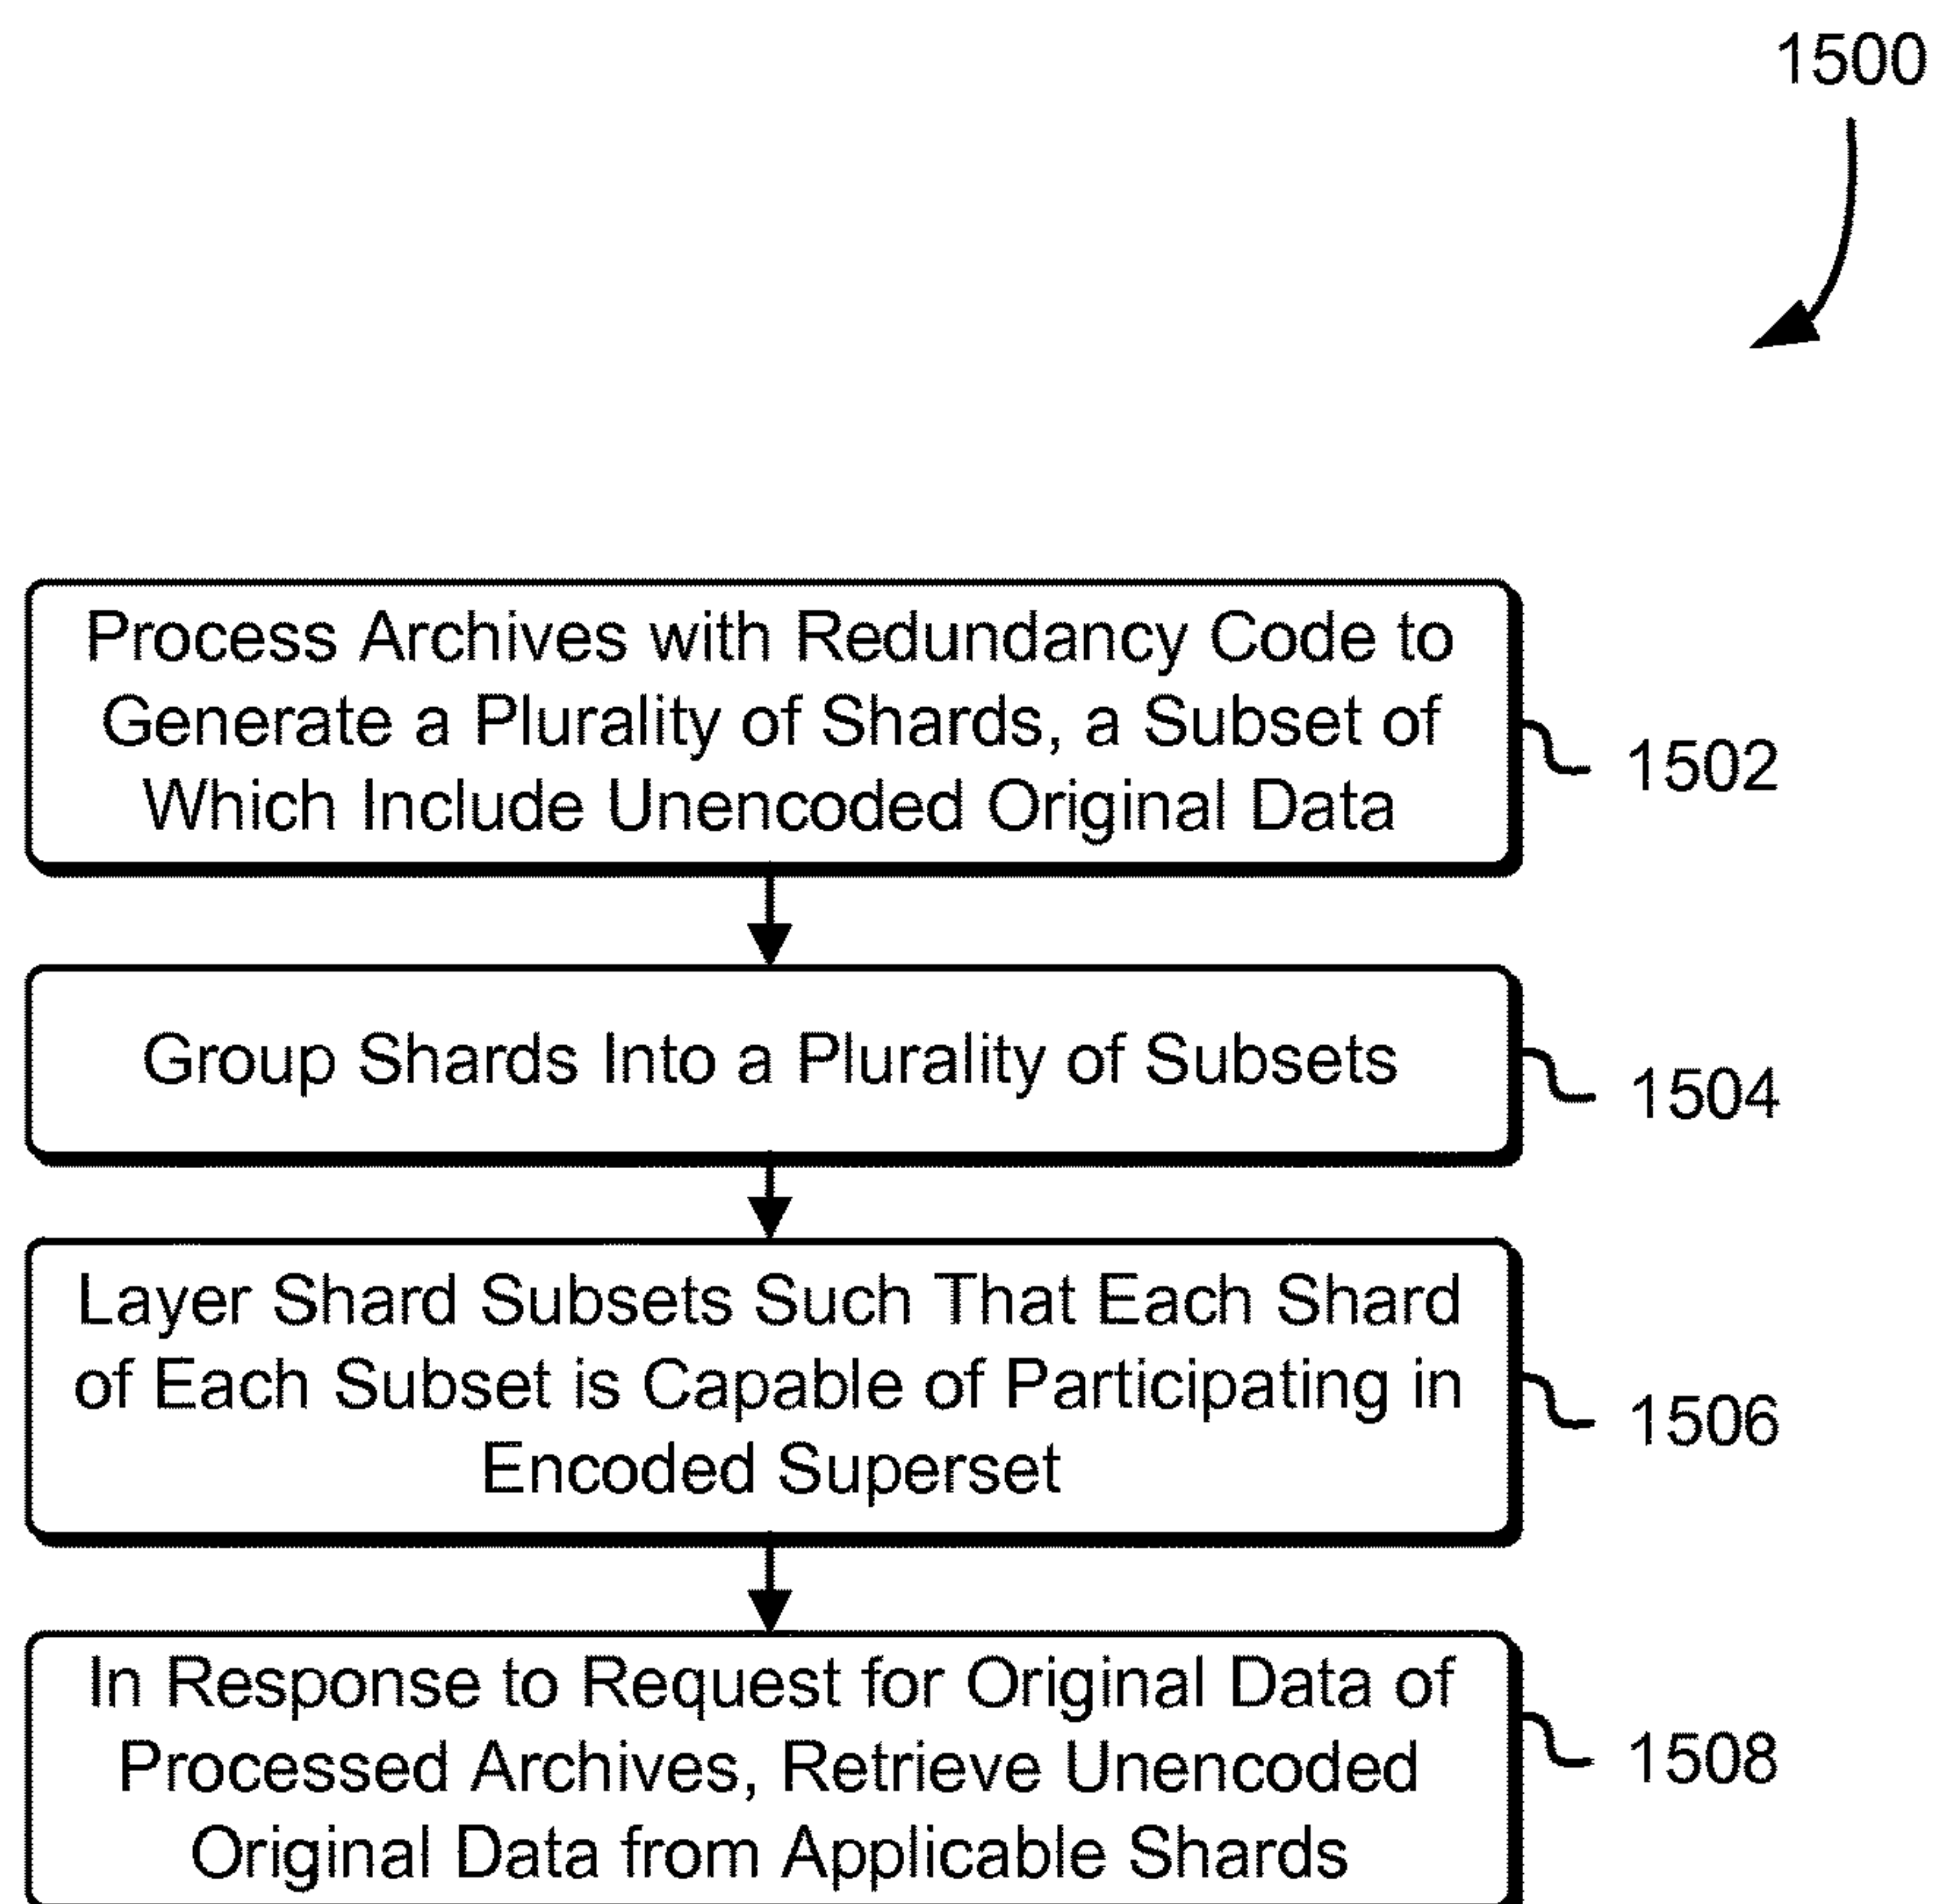 1500
Process Archives with Redundancy Code to
Generate a Plurality of Shards, a Subset of
Which Include Unencoded Original Data
1502
Group Shards Into a Plurality of Subsets
1504
Layer Shard Subsets Such That Each Shard
of Each Subset is Capable of Participating in
Encoded Superset
1506
In Response to Request for Original Data of
Processed Archives, Retrieve Unencoded
Original Data from Applicable Shards
1508